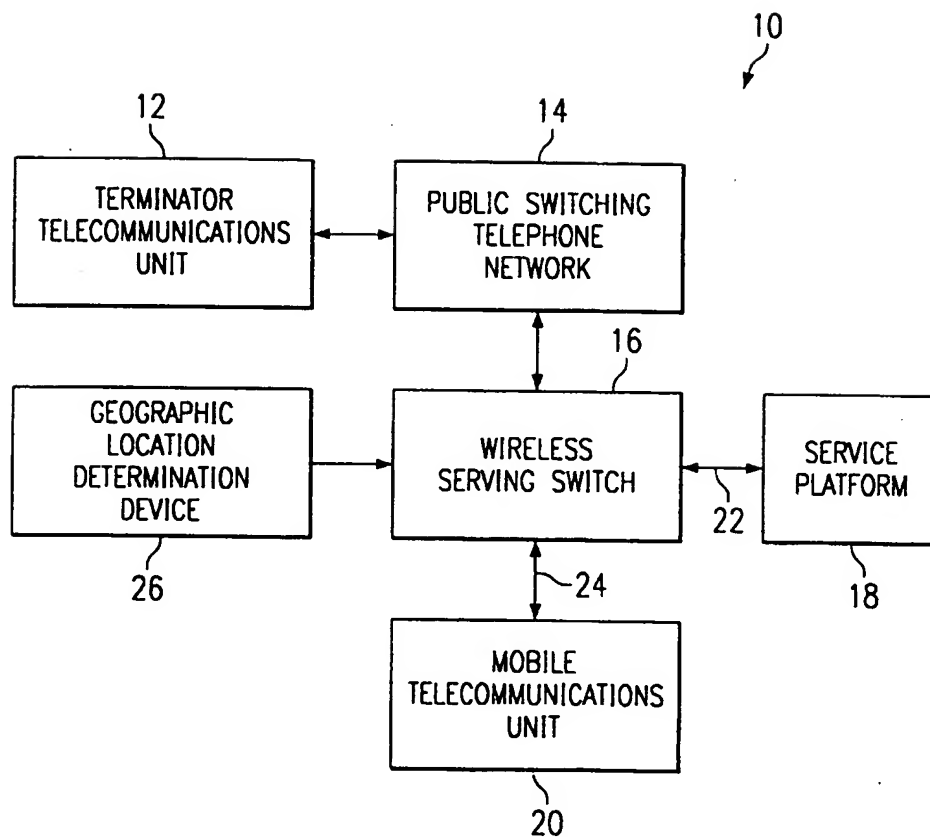 10
12
14
TERMINATOR
TELECOMMUNICATIONS
UNIT
PUBLIC SWITCHING
TELEPHONE
NETWORK
16
GEOGRAPHIC
LOCATION
DETERMINATION
DEVICE
WIRELESS
SERVING SWITCH
SERVICE
PLATFORM
22
26
24
18
MOBILE
TELECOMMUNICATIONS
UNIT
20